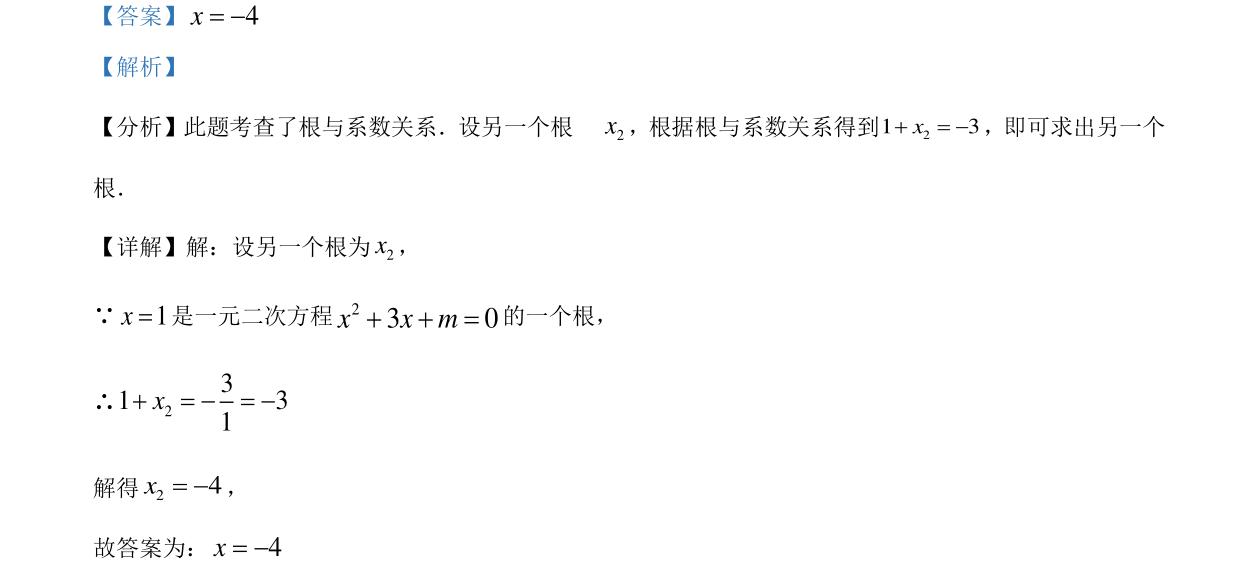 【答案】x = −4
【解析】
【分析】此题考查了根与系数关系．设另一个根 x₂，根据根与系数关系得到1+ x₂ = −3，即可求出另一个
根．
【详解】解：设另一个根为x₂，
∵ x =1是一元二次方程x² + 3x + m = 0的一个根，
∴1+ x₂ = −3/1 = −3
解得x₂ = −4，
故答案为：x = −4